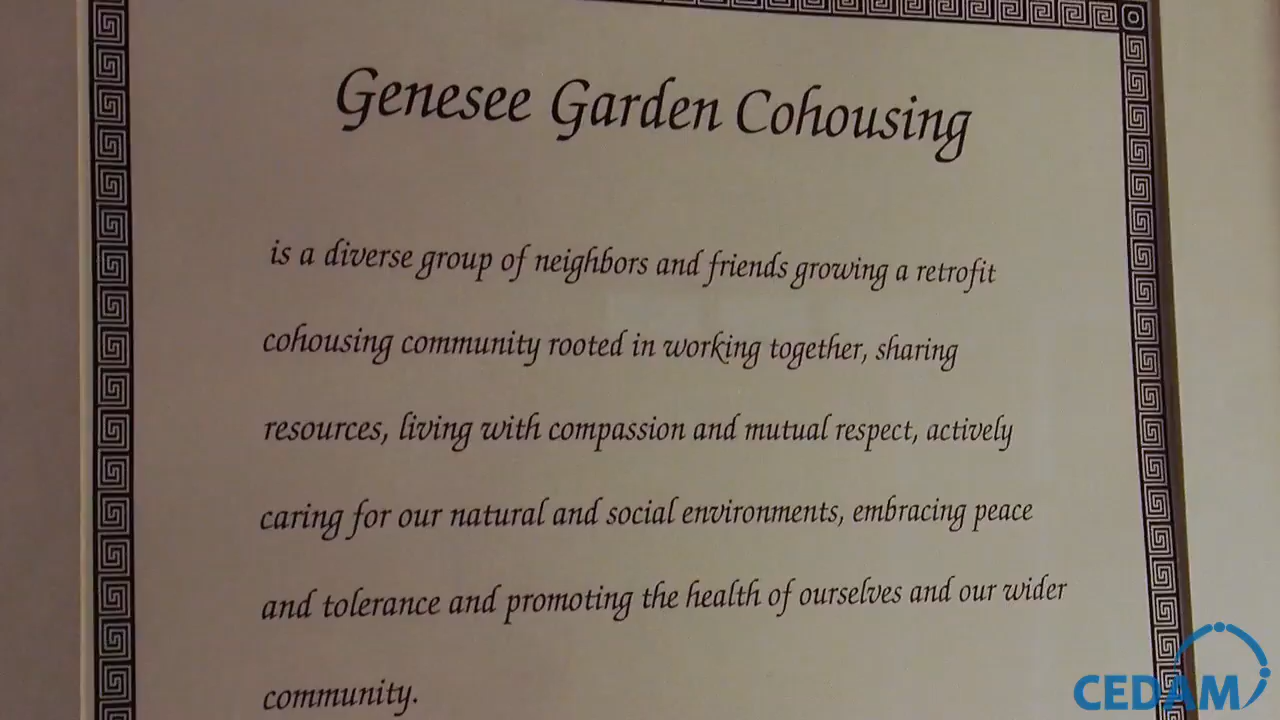 Genesee Garden Cohousing
is a diverse group of neighbors and friends growing a retrofit
cohousing community rooted in working together, sharing
resources, living with compassion and mutual respect, actively
caring for our natural and social environments, embracing peace
and tolerance and promoting the health of ourselves and our wider
community.
CEDAM